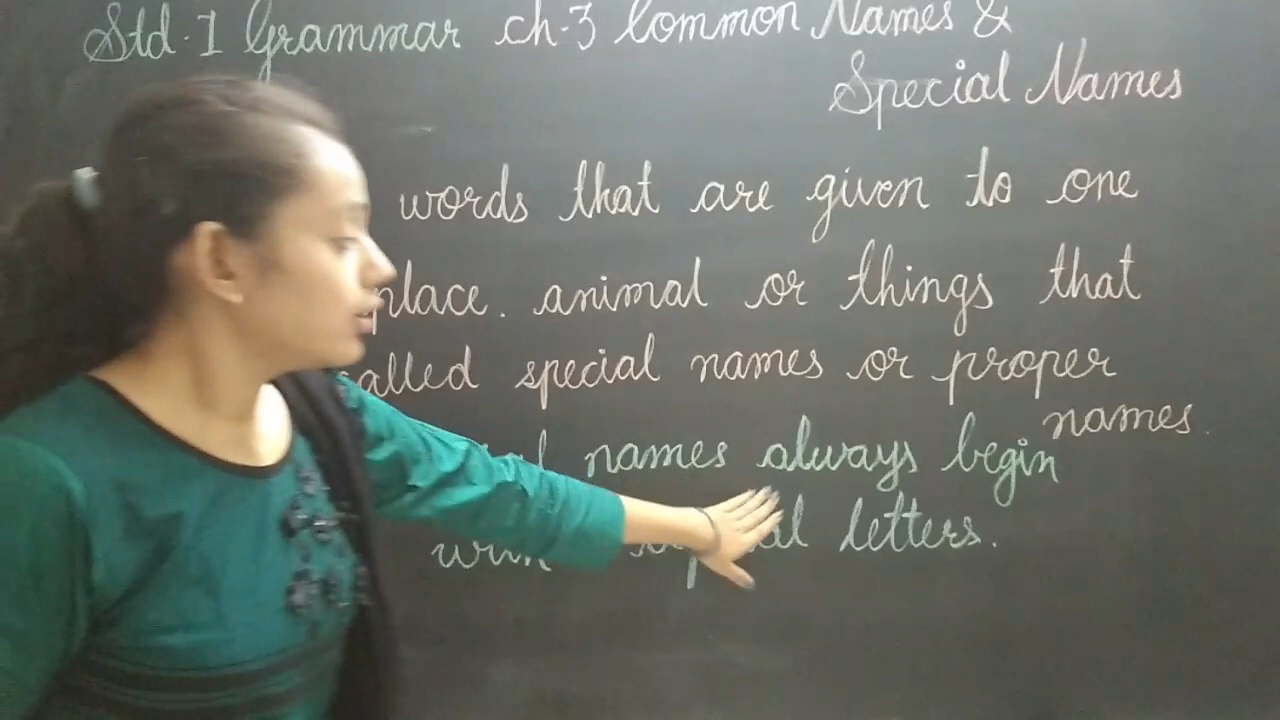 Std. I Grammar ch-3 Common Names &
Special Names
words that are given to one
place. animal or things that
called special names or proper
names.
names always begin
with letters.